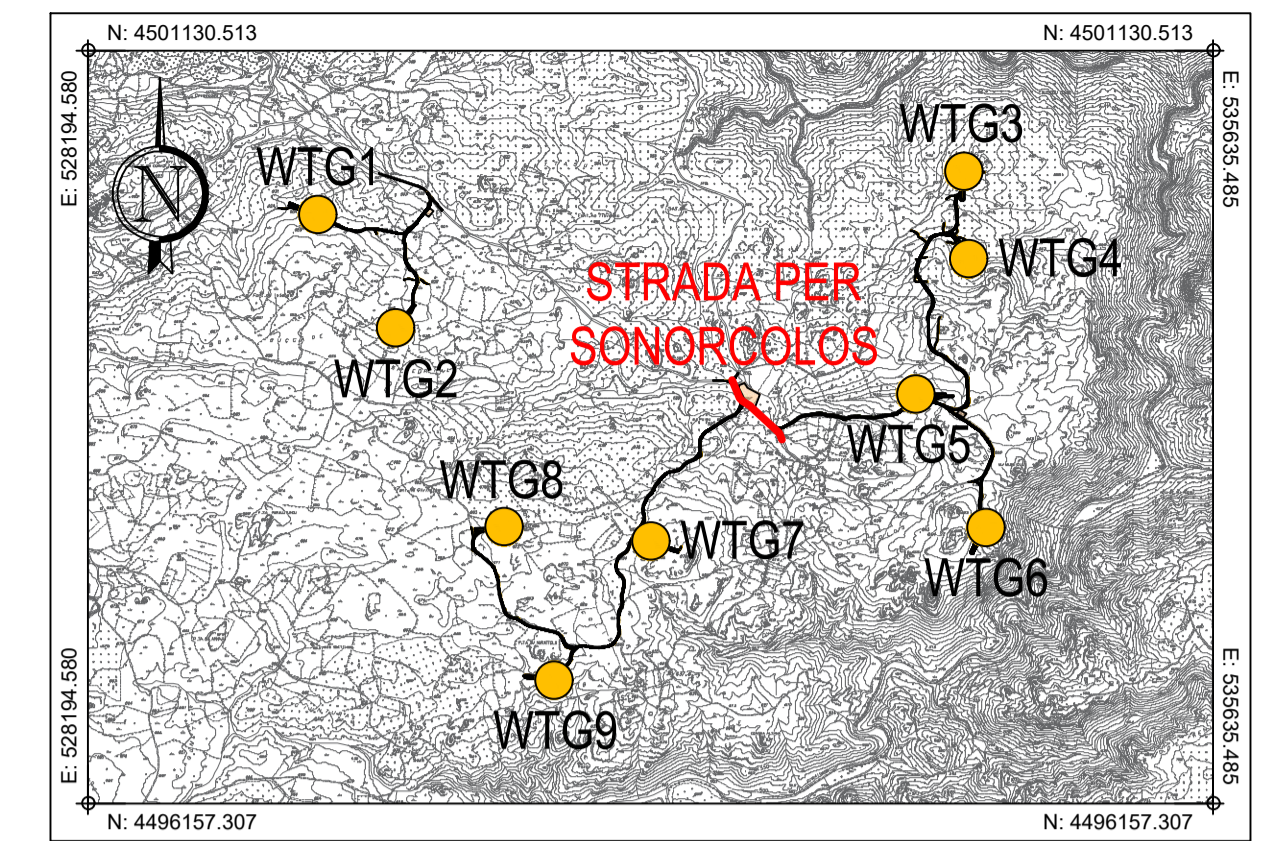 N: 4501130.513
N: 4501130.513
E: 528194.580
E: 535635.485
N
WTG1
WTG3
WTG4
STRADA PER
SONORCOLOS
WTG2
WTG5
WTG8
WTG7
WTG6
WTG9
E: 528194.580
E: 535635.485
N: 4496157.307
N: 4496157.307